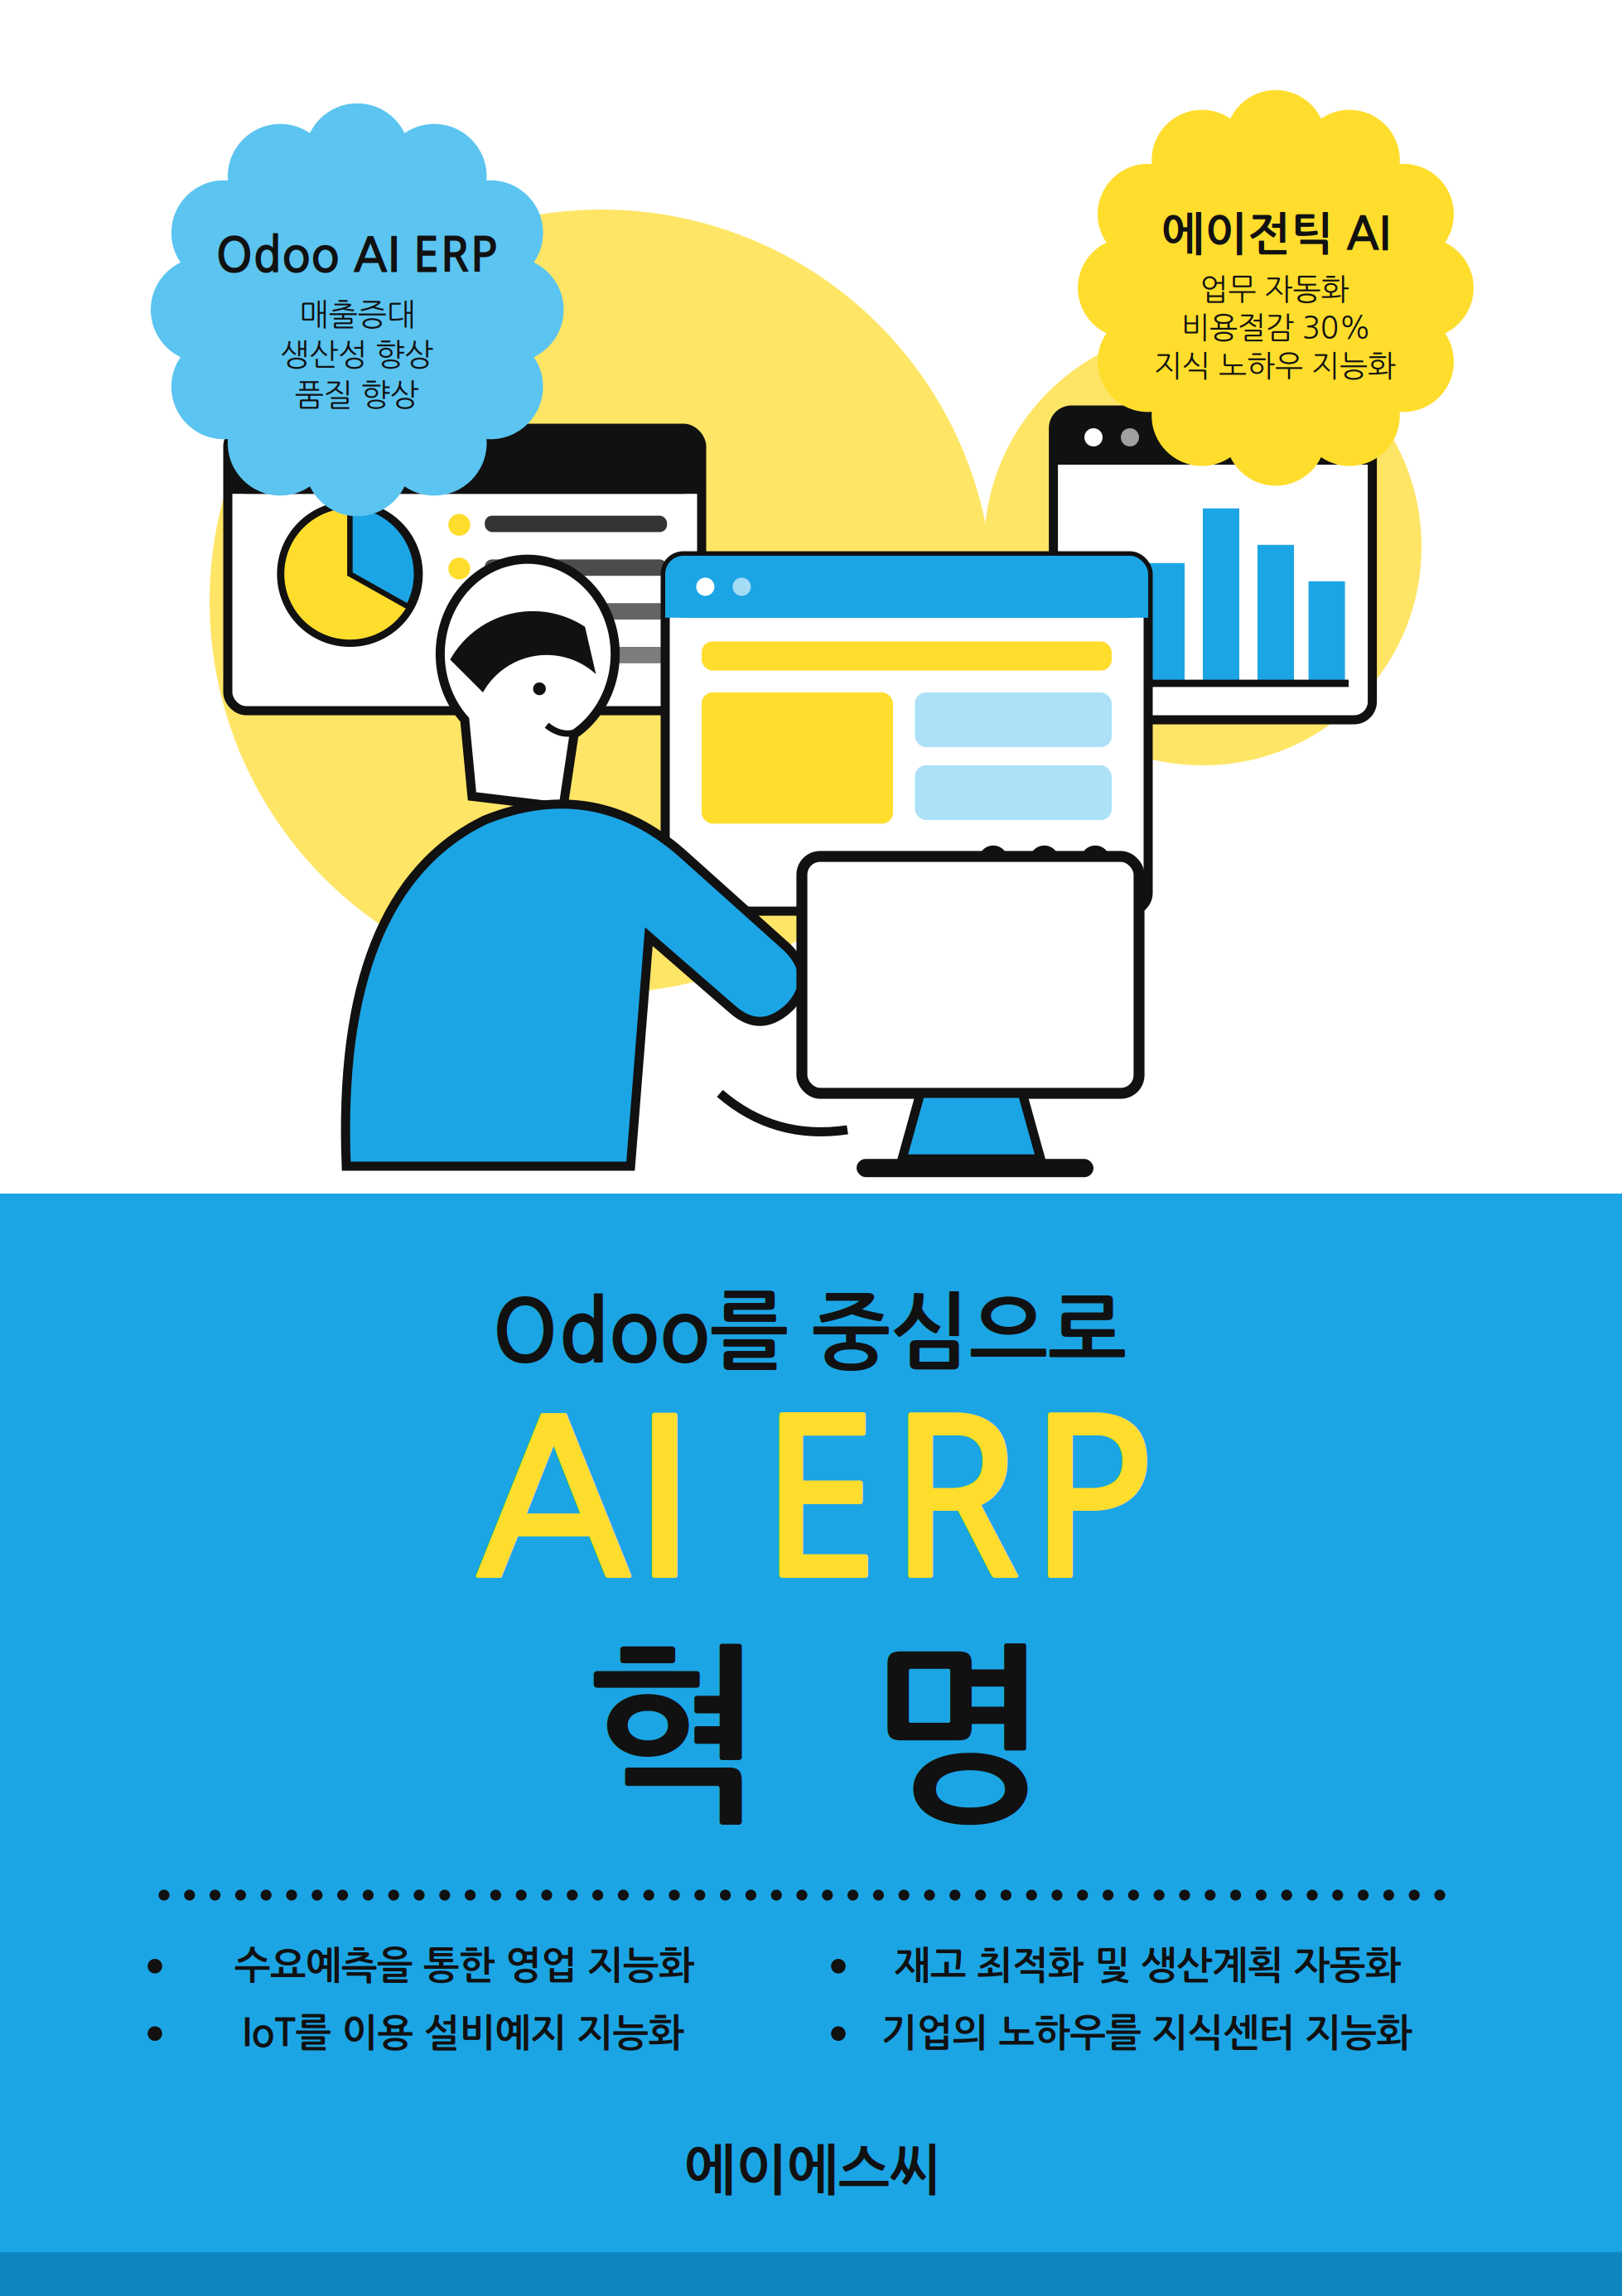 Odoo AI ERP
매출증대
생산성 향상
품질 향상
에이전틱 AI
업무 자동화
비용절감 30%
지식 노하우 지능화
Odoo를 중심으로
AI ERP
혁 명
• 수요예측을 통한 영업 지능화
• 재고 최적화 및 생산계획 자동화
• IoT를 이용 설비예지 지능화
• 기업의 노하우를 지식센터 지능화
에이에스씨